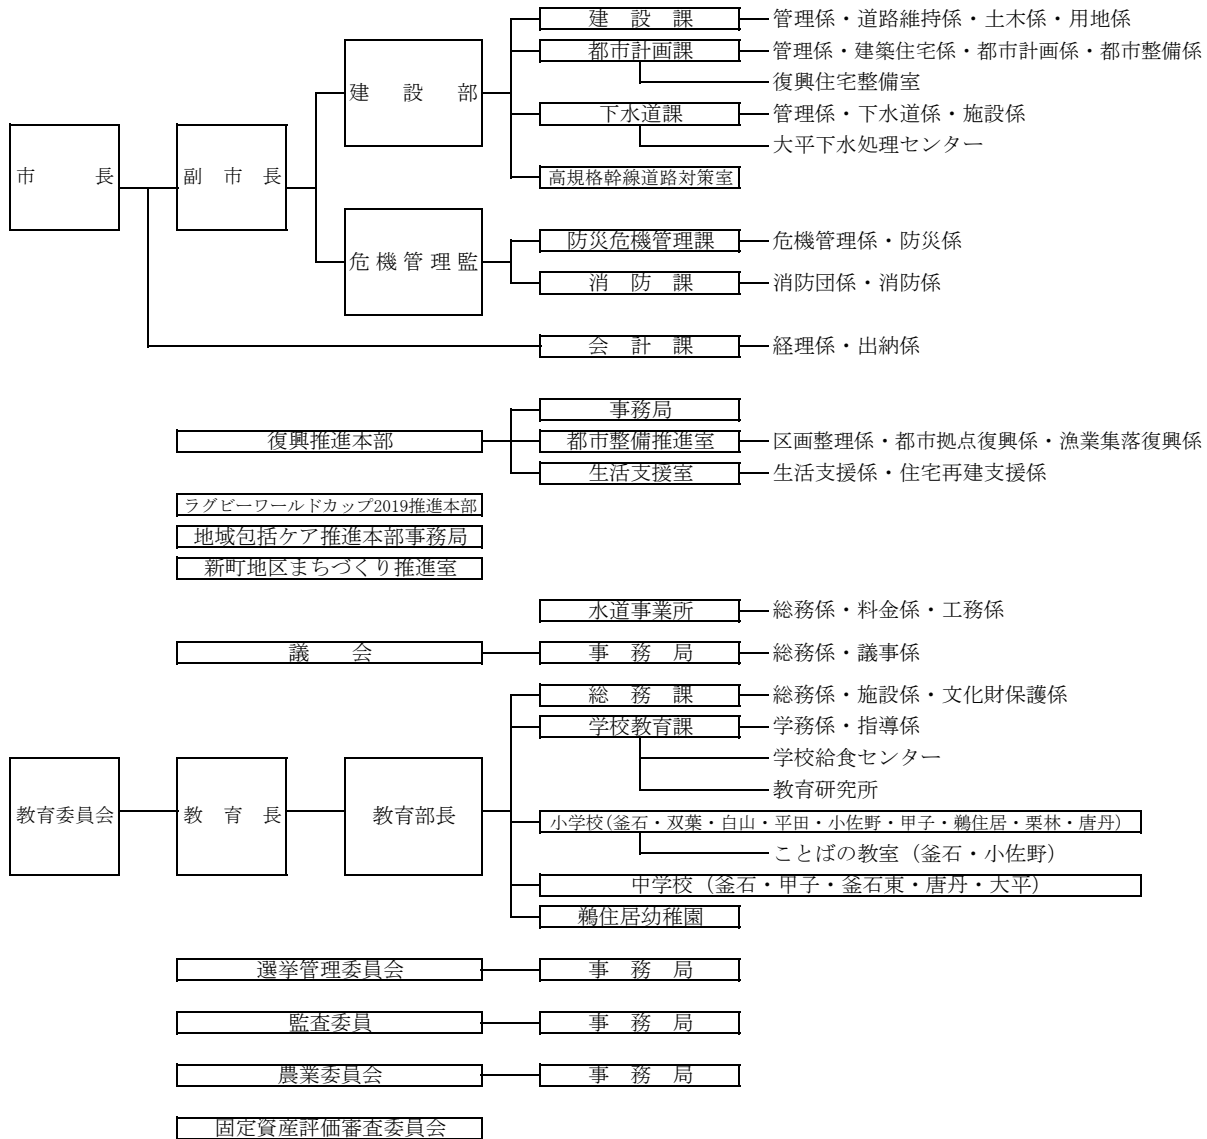 建　設　課　管理係・道路維持係・土木係・用地係
都市計画課　管理係・建築住宅係・都市計画係・都市整備係
建　設　部　復興住宅整備室
下水道課　管理係・下水道係・施設係
大平下水処理センター
市　長　副　市　長　高規格幹線道路対策室
防災危機管理課　危機管理係・防災係
危機管理監
消　防　課　消防団係・消防係
会　計　課　経理係・出納係
事務局
復興推進本部　都市整備推進室　区画整理係・都市拠点復興係・漁業集落復興係
生活支援室　生活支援係・住宅再建支援係
ラグビーワールドカップ2019推進本部
地域包括ケア推進本部事務局
新町地区まちづくり推進室
水道事業所　総務係・料金係・工務係
議　会　事　務　局　総務係・議事係
総　務　課　総務係・施設係・文化財保護係
学校教育課　学務係・指導係
学校給食センター
教育研究所
教育委員会　教　育　長　教育部長　小学校(釜石・双葉・白山・平田・小佐野・甲子・鵜住居・栗林・唐丹)
ことばの教室（釜石・小佐野）
中学校（釜石・甲子・釜石東・唐丹・大平）
鵜住居幼稚園
選挙管理委員会　事　務　局
監査委員　事　務　局
農業委員会　事　務　局
固定資産評価審査委員会